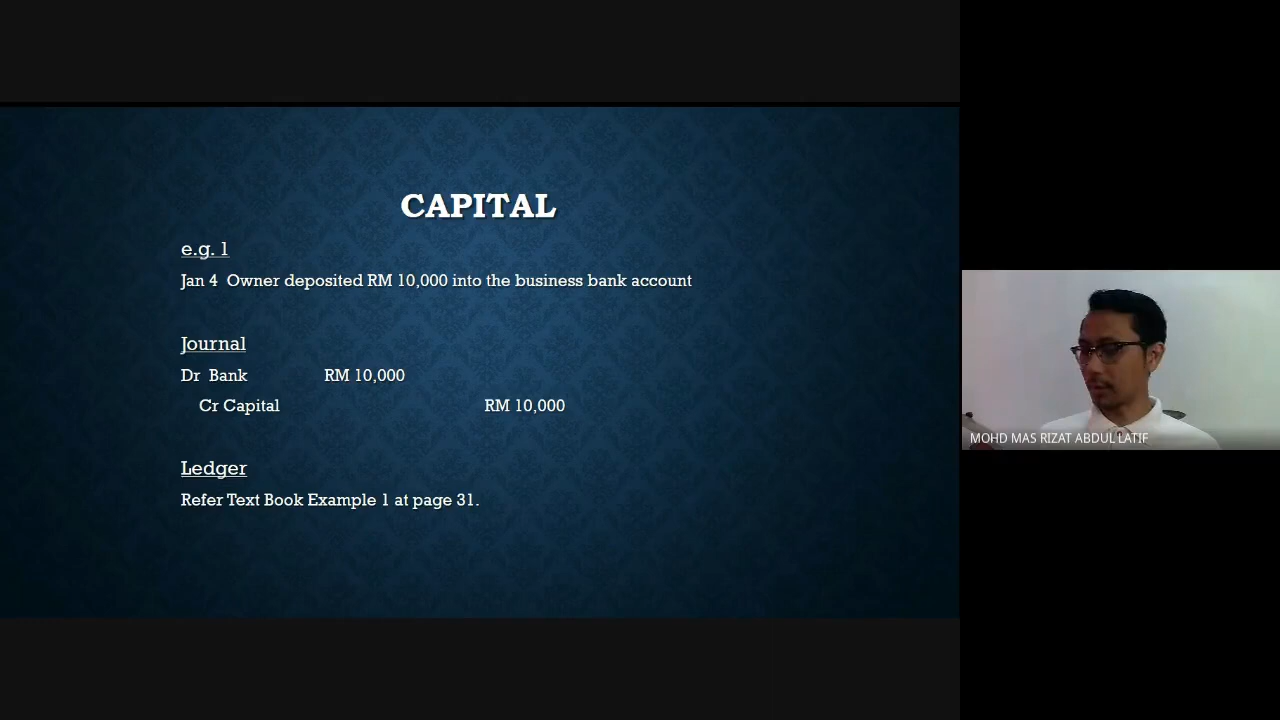 CAPITAL
e.g. 1
Jan 4 Owner deposited RM 10,000 into the business bank account
Journal
Dr Bank RM 10,000
Cr Capital RM 10,000
Ledger
Refer Text Book Example 1 at page 31.
MOHD MAS RIZAT ABDUL LATIF